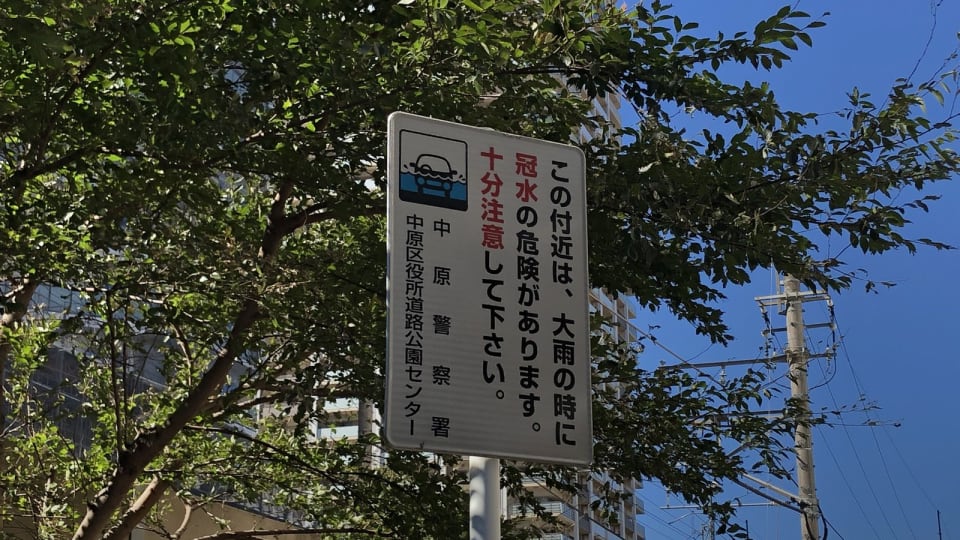 この付近は、大雨の時に
冠水の危険があります。
十分注意して下さい。
中原警察署
中原区役所道路公園センター